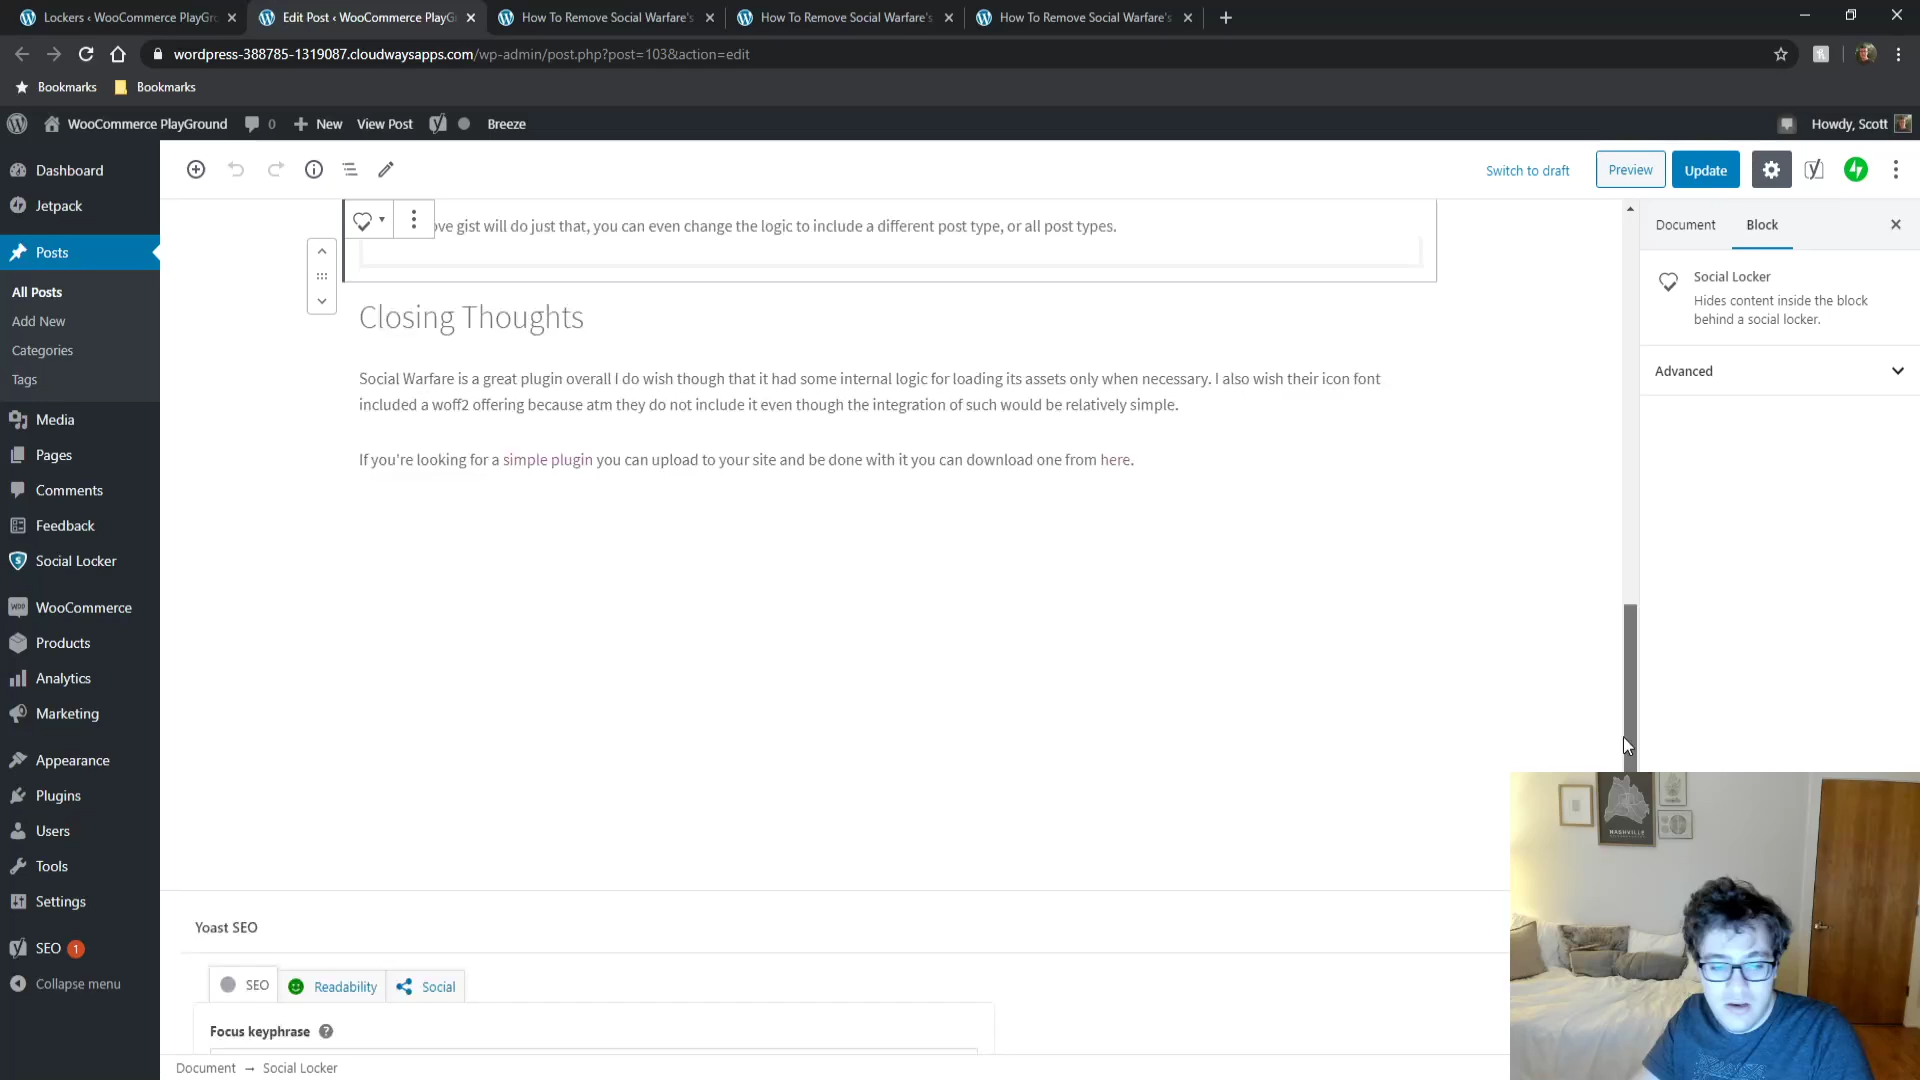 Lockers ‹ WooCommerce PlayGr
Edit Post ‹ WooCommerce PlayG
How To Remove Social Warfare's
How To Remove Social Warfare's
How To Remove Social Warfare's
wordpress-388785-1319087.cloudwaysapps.com/wp-admin/post.php?post=103&action=edit
Bookmarks
Bookmarks
WooCommerce PlayGround
0
New
View Post
Breeze
Howdy, Scott
Dashboard
Jetpack
Posts
All Posts
Add New
Categories
Tags
Media
Pages
Comments
Feedback
Social Locker
WooCommerce
Products
Analytics
Marketing
Appearance
Plugins
Users
Tools
Settings
SEO 1
Collapse menu
Switch to draft
Preview
Update
ove gist will do just that, you can even change the logic to include a different post type, or all post types.
Closing Thoughts
Social Warfare is a great plugin overall I do wish though that it had some internal logic for loading its assets only when necessary. I also wish their icon font
included a woff2 offering because atm they do not include it even though the integration of such would be relatively simple.
If you're looking for a simple plugin you can upload to your site and be done with it you can download one from here.
Document
Block
Social Locker
Hides content inside the block
behind a social locker.
Advanced
Yoast SEO
SEO
Readability
Social
Focus keyphrase
Document → Social Locker
NASHVILLE